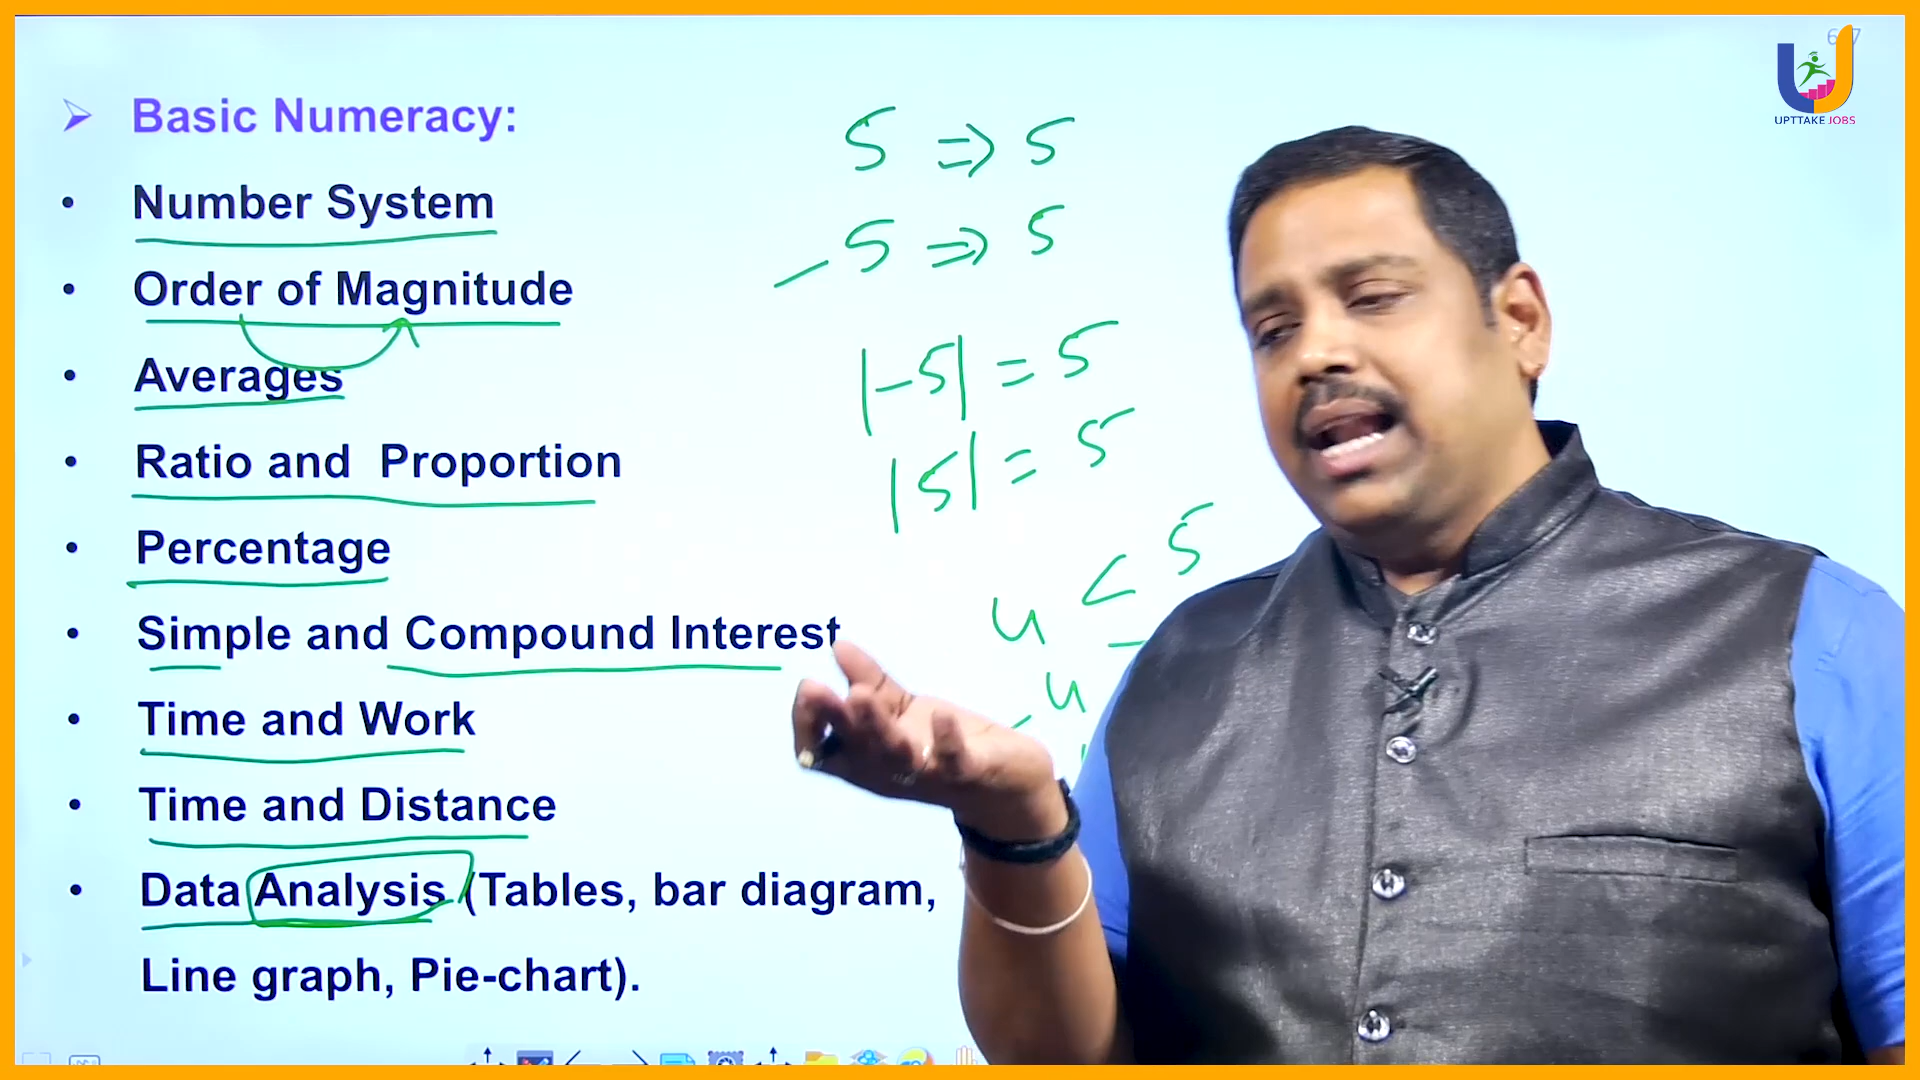 ➢ Basic Numeracy:
• Number System
• Order of Magnitude
• Averages
• Ratio and Proportion
• Percentage
• Simple and Compound Interest
• Time and Work
• Time and Distance
• Data Analysis (Tables, bar diagram,
Line graph, Pie-chart).
5 ⇒ 5
-5 ⇒ 5
|-5| = 5
|5| = 5
4 < 5
-4
UPTTAKE JOBS